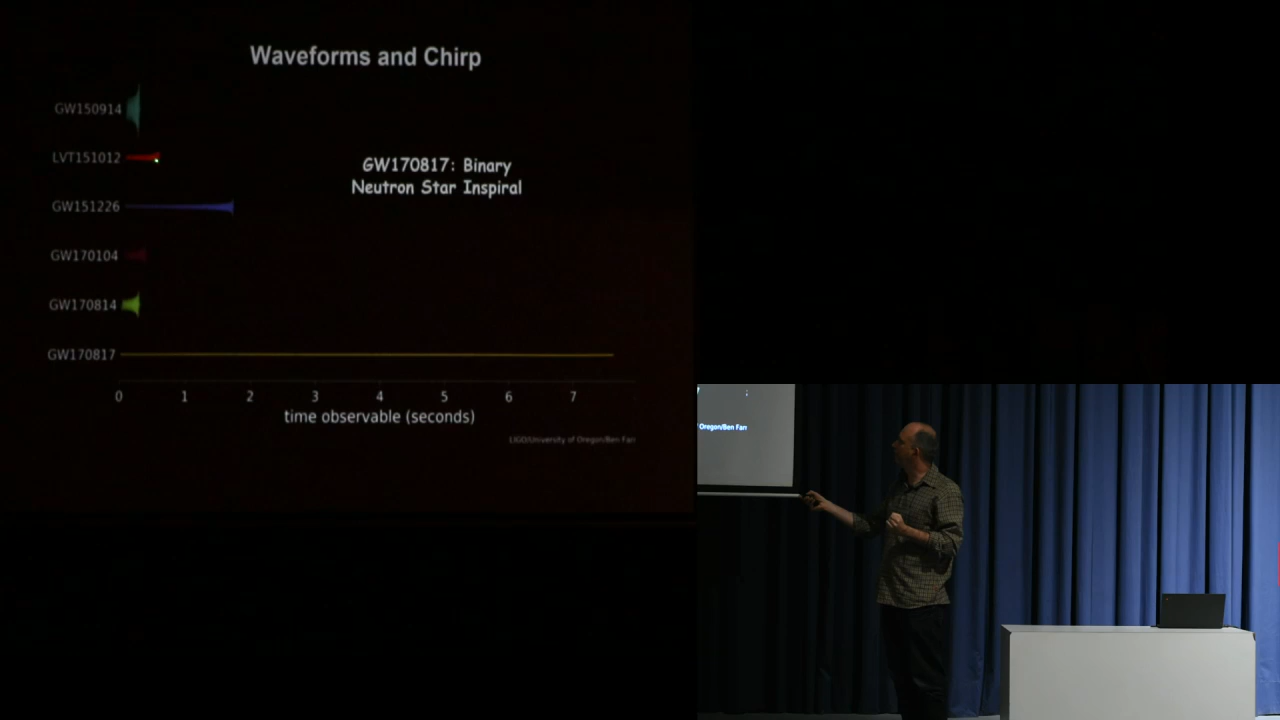 Waveforms and Chirp
GW150914
LVT151012
GW170817: Binary
Neutron Star Inspiral
GW151226
GW170104
GW170814
GW170817
0 1 2 3 4 5 6 7
time observable (seconds)
LIGO/University of Oregon/Ben Farr
Oregon/Ben Farr